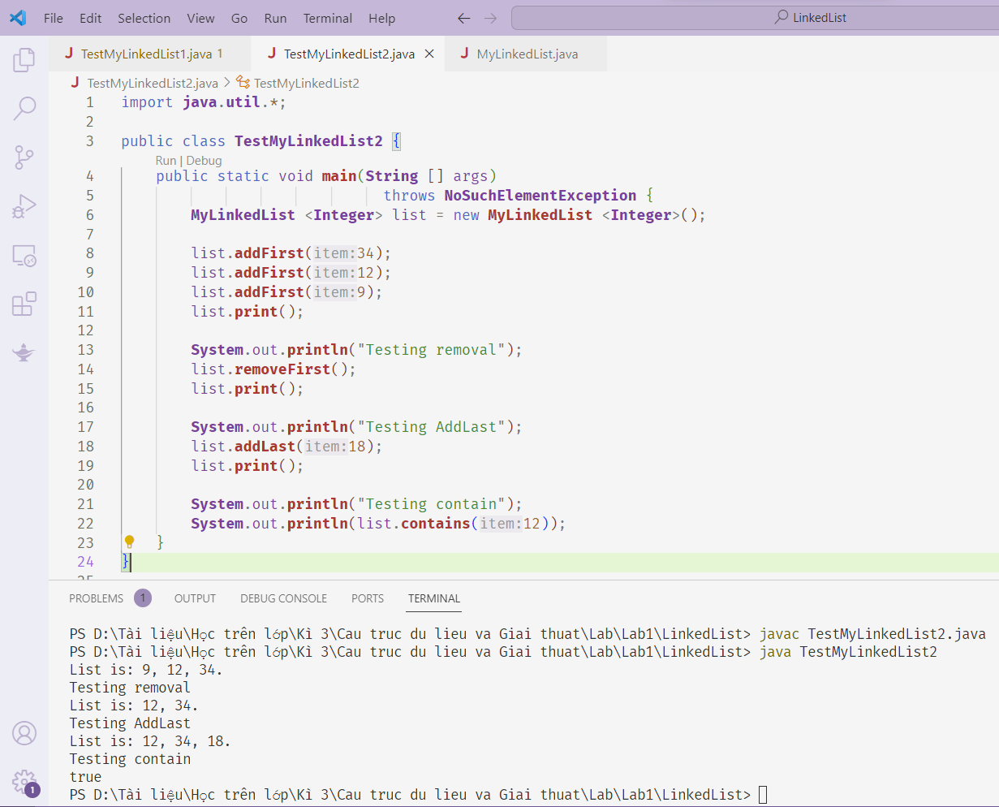 File Edit Selection View Go Run Terminal Help LinkedList
J TestMyLinkedList1.java 1 J TestMyLinkedList2.java J MyLinkedList.java
J TestMyLinkedList2.java > TestMyLinkedList2
1 import java.util.*;
2
3 public class TestMyLinkedList2 {
Run | Debug
4 public static void main(String [] args)
5 throws NoSuchElementException {
6 MyLinkedList <Integer> list = new MyLinkedList <Integer>();
7
8 list.addFirst(item:34);
9 list.addFirst(item:12);
10 list.addFirst(item:9);
11 list.print();
12
13 System.out.println("Testing removal");
14 list.removeFirst();
15 list.print();
16
17 System.out.println("Testing AddLast");
18 list.addLast(item:18);
19 list.print();
20
21 System.out.println("Testing contain");
22 System.out.println(list.contains(item:12));
23 }
24 }
25
PROBLEMS 1 OUTPUT DEBUG CONSOLE PORTS TERMINAL
PS D:\Tài liệu\Học trên lớp\Kì 3\Cau truc du lieu va Giai thuat\Lab\Lab1\LinkedList> javac TestMyLinkedList2.java
PS D:\Tài liệu\Học trên lớp\Kì 3\Cau truc du lieu va Giai thuat\Lab\Lab1\LinkedList> java TestMyLinkedList2
List is: 9, 12, 34.
Testing removal
List is: 12, 34.
Testing AddLast
List is: 12, 34, 18.
Testing contain
true
PS D:\Tài liệu\Học trên lớp\Kì 3\Cau truc du lieu va Giai thuat\Lab\Lab1\LinkedList>
1